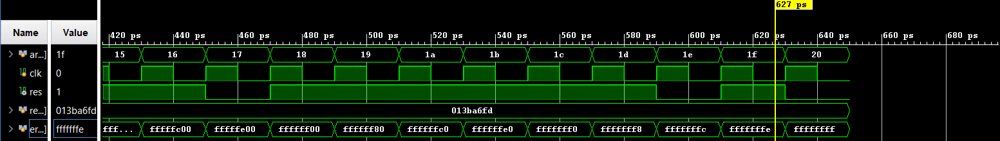 627 ps
Name Value 420 ps 440 ps 460 ps 480 ps 500 ps 520 ps 540 ps 560 ps 580 ps 600 ps 620 ps 640 ps 660 ps 680 ps
ar...] 1f 15 16 17 18 19 1a 1b 1c 1d 1e 1f 20
clk 0
res 1
re...] 013ba6fd 013ba6fd
er...] fffffffe fff... fffffc00 fffffe00 ffffff00 ffffff80 ffffffc0 ffffffe0 fffffff0 fffffff8 fffffffc fffffffe ffffffff